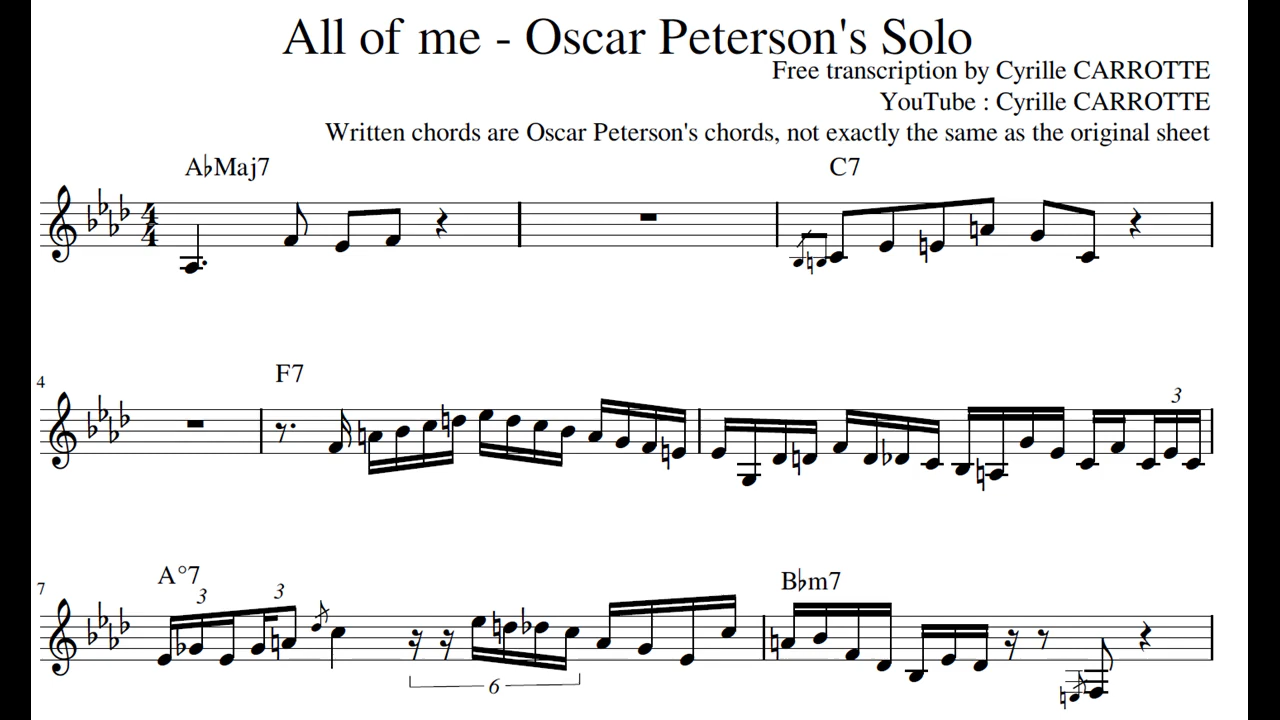 All of me - Oscar Peterson's Solo
Free transcription by Cyrille CARROTTE
YouTube : Cyrille CARROTTE
Written chords are Oscar Peterson's chords, not exactly the same as the original sheet
A♭Maj7 C7
4
4
4 F7 3
7 A°7 3 3 B♭m7
6